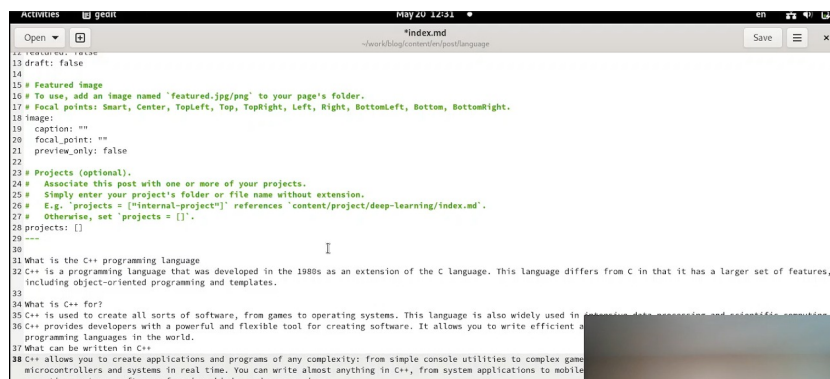 Activities gedit May 20 12:31 en
Open *index.md Save
~/work/blog/content/en/post/language
12 featured: false
13 draft: false
14
15 # Featured image
16 # To use, add an image named `featured.jpg/png` to your page's folder.
17 # Focal points: Smart, Center, TopLeft, Top, TopRight, Left, Right, BottomLeft, Bottom, BottomRight.
18 image:
19 caption: ""
20 focal_point: ""
21 preview_only: false
22
23 # Projects (optional).
24 # Associate this post with one or more of your projects.
25 # Simply enter your project's folder or file name without extension.
26 # E.g. `projects = ["internal-project"]` references `content/project/deep-learning/index.md`.
27 # Otherwise, set `projects = []`.
28 projects: []
29 ---
30
31 What is the C++ programming language
32 C++ is a programming language that was developed in the 1980s as an extension of the C language. This language differs from C in that it has a larger set of features,
including object-oriented programming and templates.
33
34 What is C++ for?
35 C++ is used to create all sorts of software, from games to operating systems. This language is also widely used in
36 C++ provides developers with a powerful and flexible tool for creating software. It allows you to write efficient a
programming languages in the world.
37 What can be written in C++
38 C++ allows you to create applications and programs of any complexity: from simple console utilities to complex game
microcontrollers and systems in real time. You can write almost anything in C++, from system applications to mobile